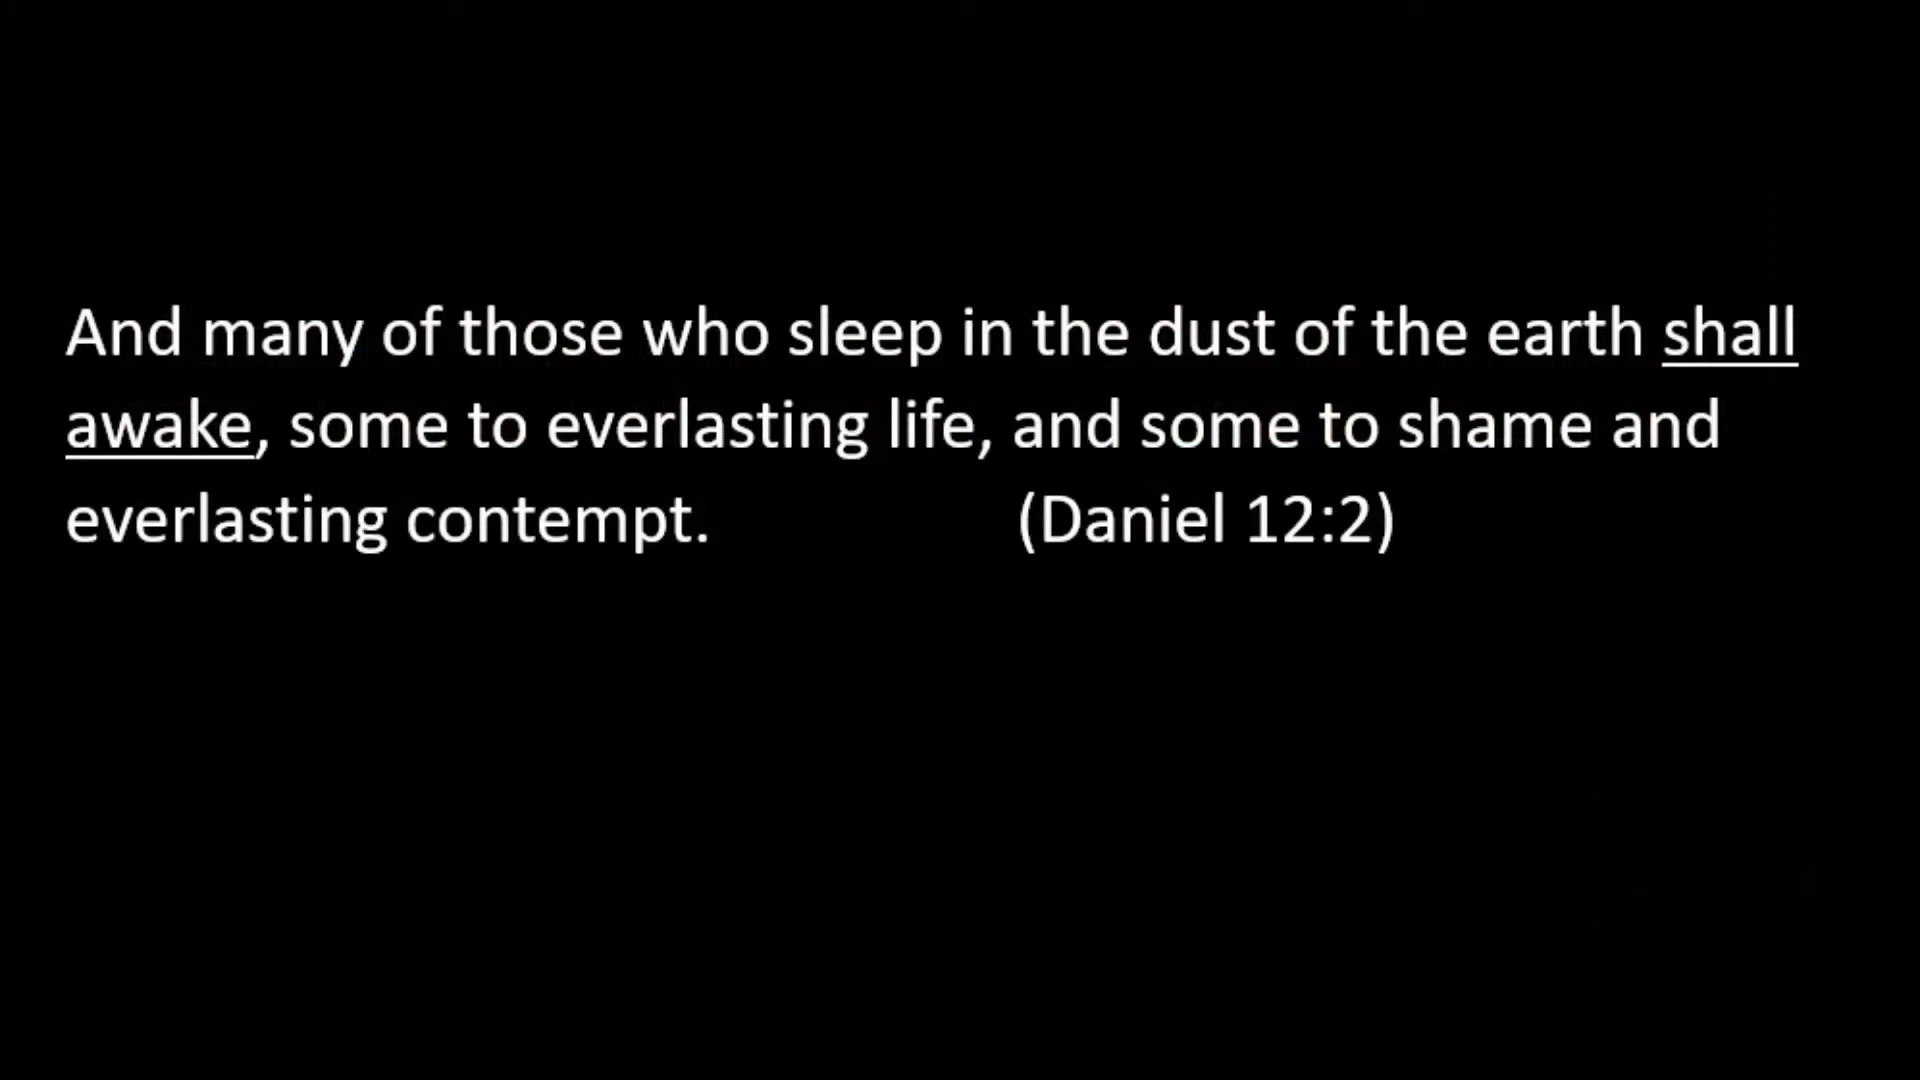 And many of those who sleep in the dust of the earth shall
awake, some to everlasting life, and some to shame and
everlasting contempt. (Daniel 12:2)